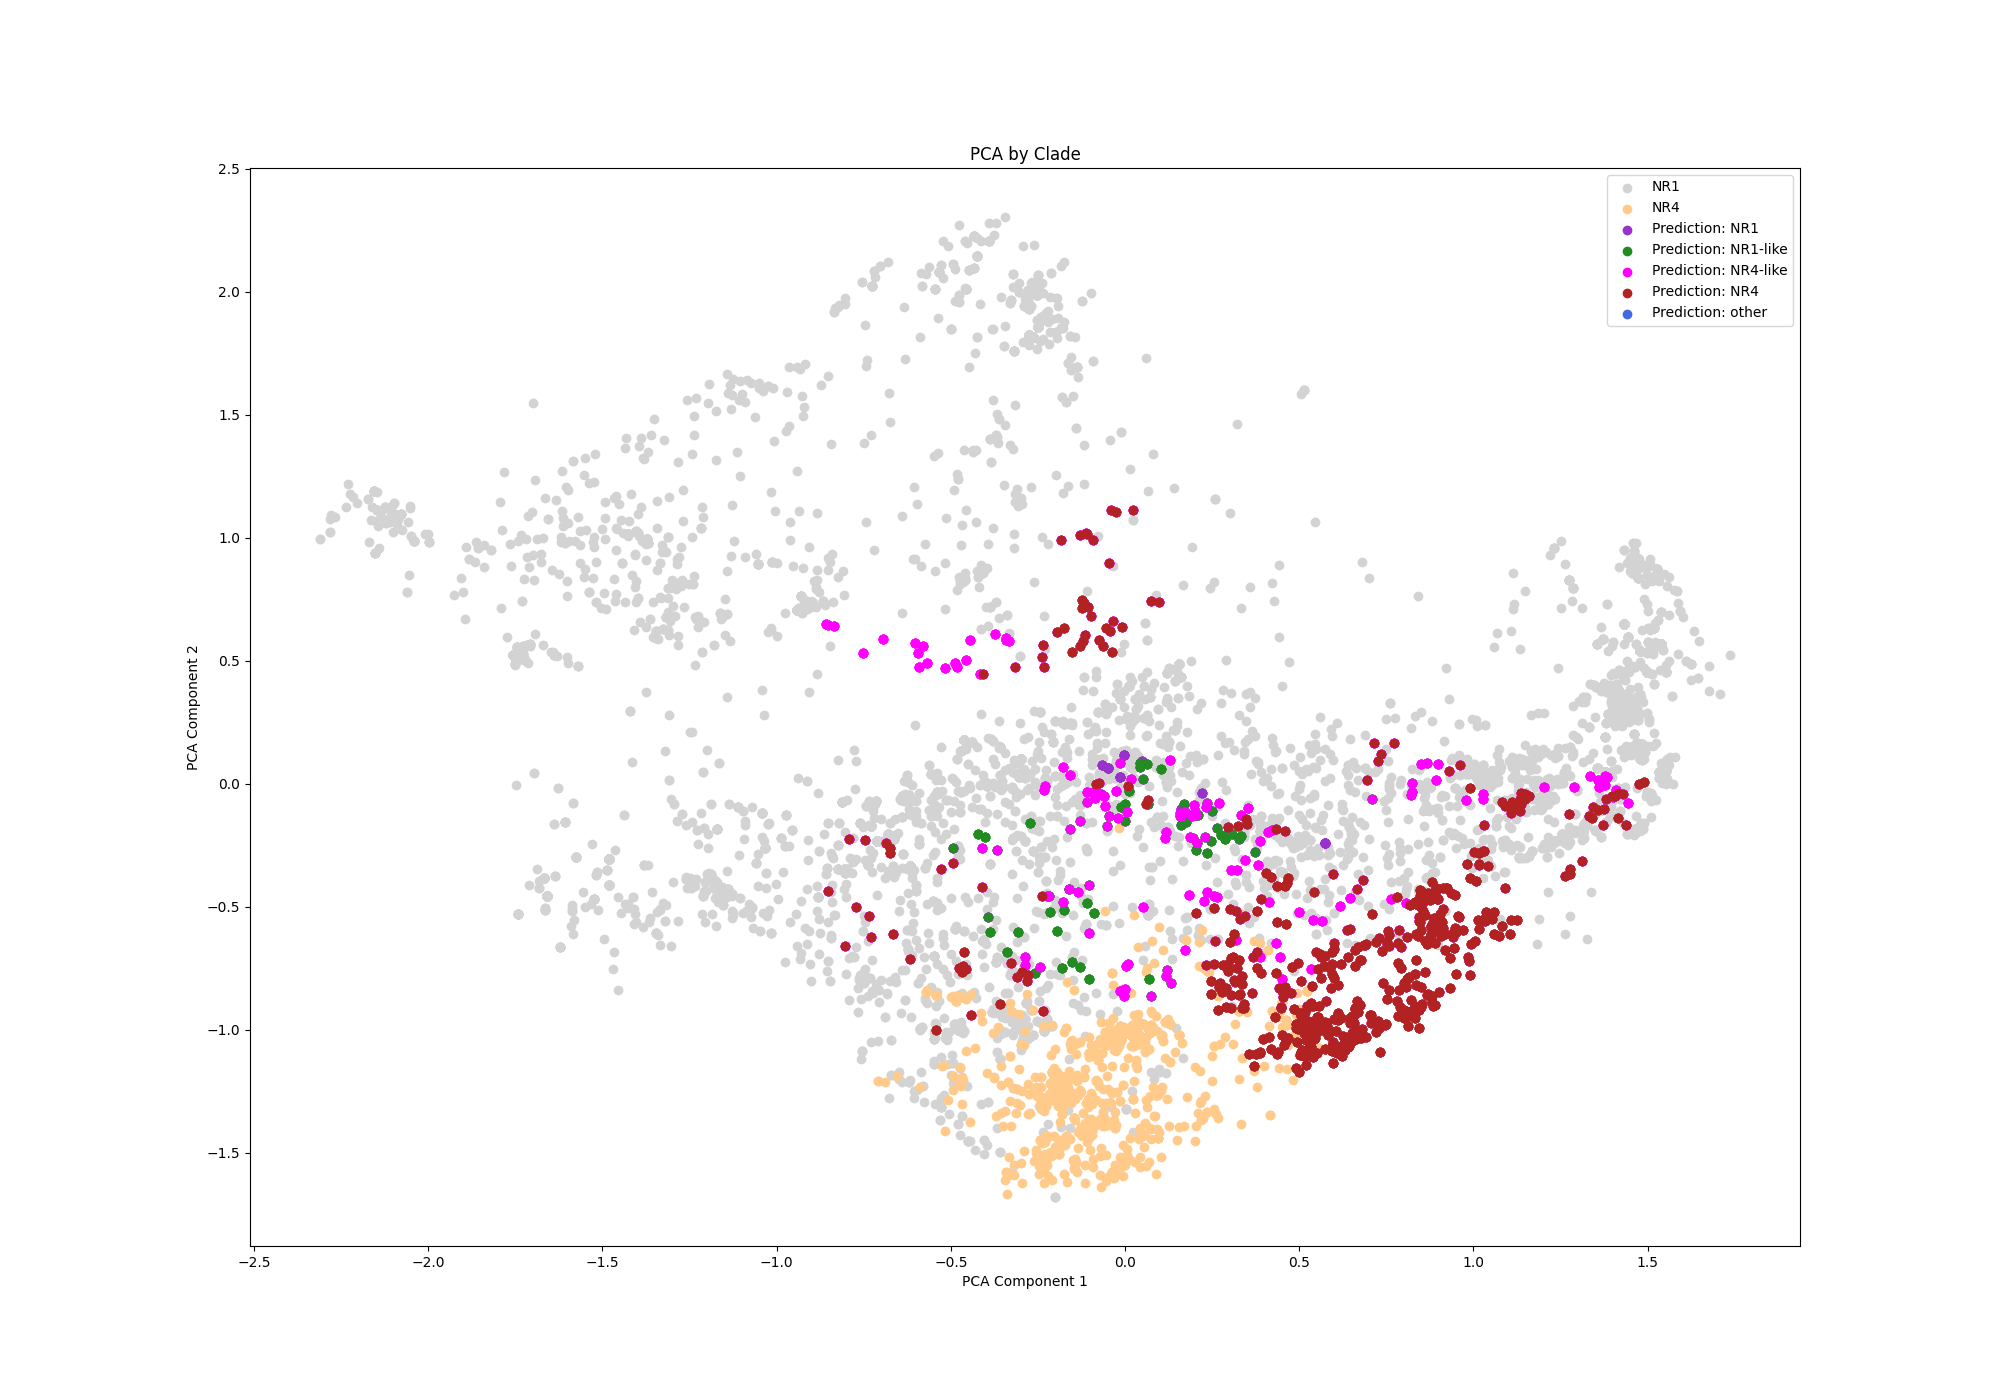 PCA by Clade
NR1
NR4
Prediction: NR1
Prediction: NR1-like
Prediction: NR4-like
Prediction: NR4
Prediction: other
PCA Component 2
2.5
2.0
1.5
1.0
0.5
0.0
−0.5
−1.0
−1.5
−2.5 −2.0 −1.5 −1.0 −0.5 0.0 0.5 1.0 1.5
PCA Component 1